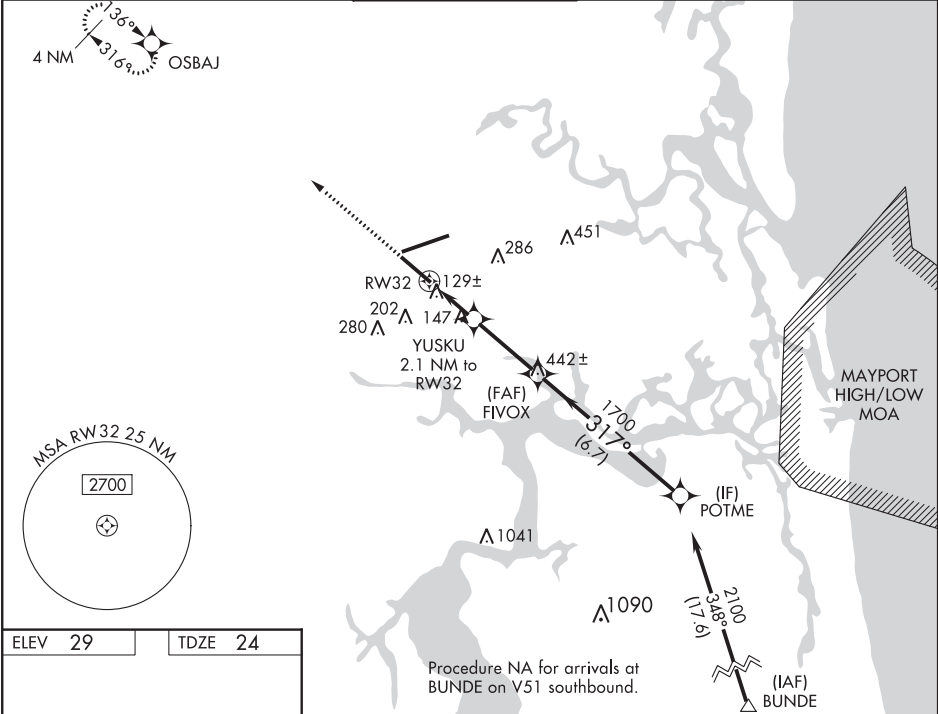 136°
4 NM
316°
OSBAJ
451
286
RW32
129±
202
147
280
YUSKU
2.1 NM to
RW32
442±
(FAF)
FIVOX
1700
317°
(6.7)
MAYPORT
HIGH/LOW
MOA
MSA RW32 25 NM
2700
(IF)
POTME
1041
1090
2100
348°
(17.6)
ELEV 29
TDZE 24
Procedure NA for arrivals at
BUNDE on V51 southbound.
(IAF)
BUNDE